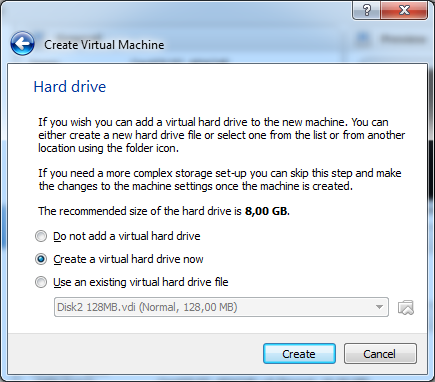 Create Virtual Machine
Hard drive
If you wish you can add a virtual hard drive to the new machine. You can
either create a new hard drive file or select one from the list or from another
location using the folder icon.
If you need a more complex storage set-up you can skip this step and make
the changes to the machine settings once the machine is created.
The recommended size of the hard drive is 8,00 GB.
Do not add a virtual hard drive
Create a virtual hard drive now
Use an existing virtual hard drive file
Disk2 128MB.vdi (Normal, 128,00 MB)
Create
Cancel